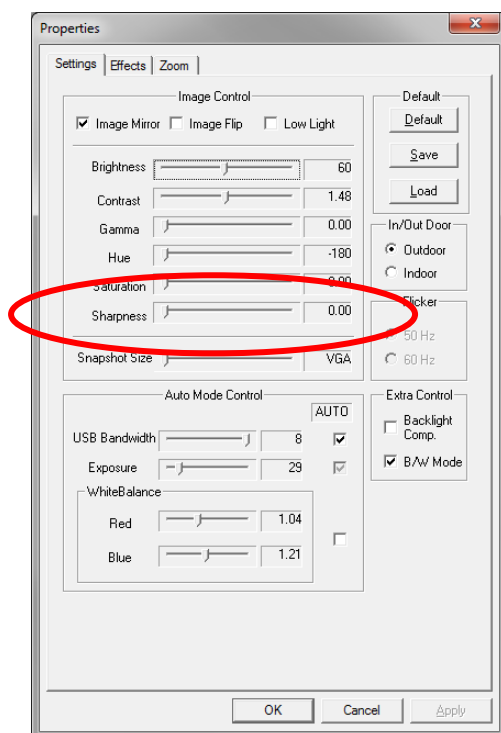 Properties
x
Settings Effects Zoom
Image Control
Image Mirror Image Flip Low Light
Brightness 60
Contrast 1.48
Gamma 0.00
Hue -180
Saturation 0.00
Sharpness 0.00
Snapshot Size VGA
Default
Default
Save
Load
In/Out Door
Outdoor
Indoor
Flicker
50 Hz
60 Hz
Auto Mode Control
AUTO
USB Bandwidth 8
Exposure 29
WhiteBalance
Red 1.04
Blue 1.21
Extra Control
Backlight
Comp.
B/W Mode
OK Cancel Apply